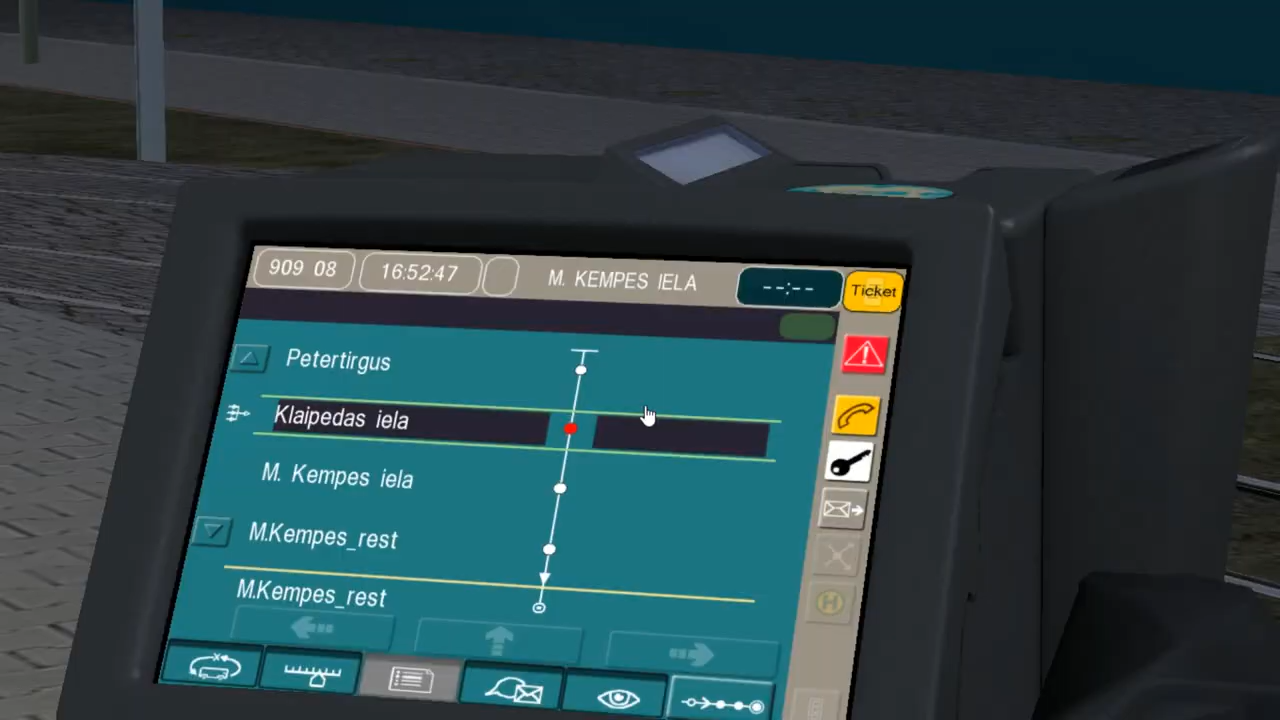 909 08 16:52:47 M. KEMPES IELA --:-- Ticket
Petertirgus
Klaipedas iela
M. Kempes iela
M.Kempes_rest
M.Kempes_rest
H